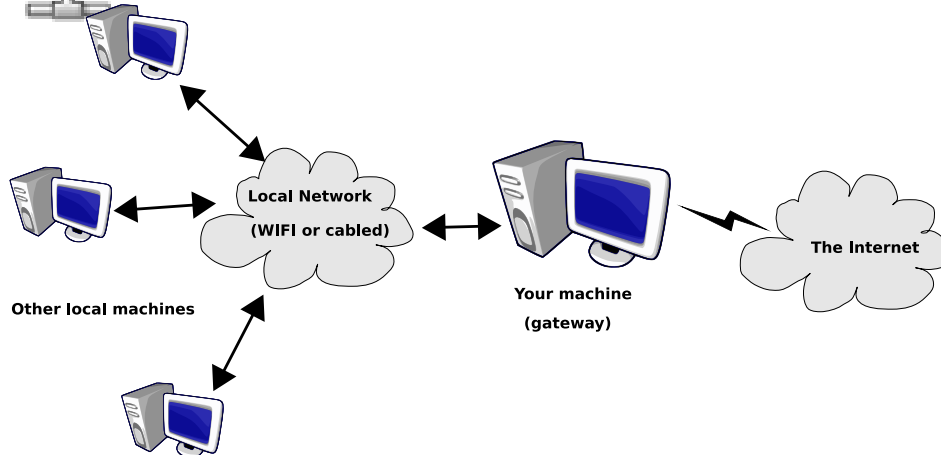 Local Network
(WIFI or cabled)
The Internet
Other local machines
Your machine
(gateway)